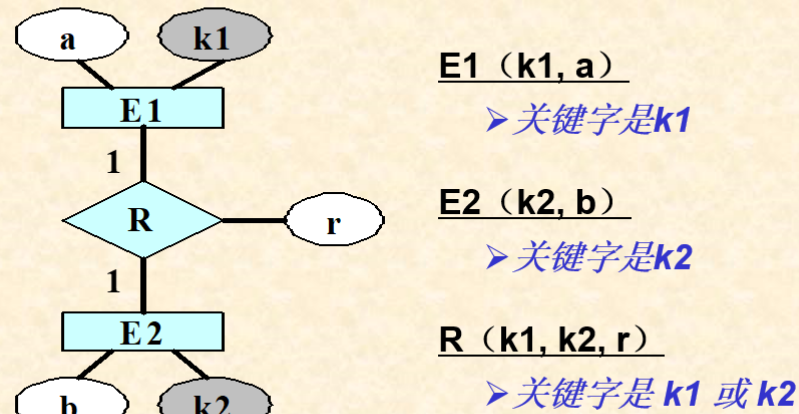 a
k1
E1
1
R
r
1
E2
b
k2
E1（k1, a）
➢关键字是k1
E2（k2, b）
➢关键字是k2
R（k1, k2, r）
➢关键字是 k1 或 k2